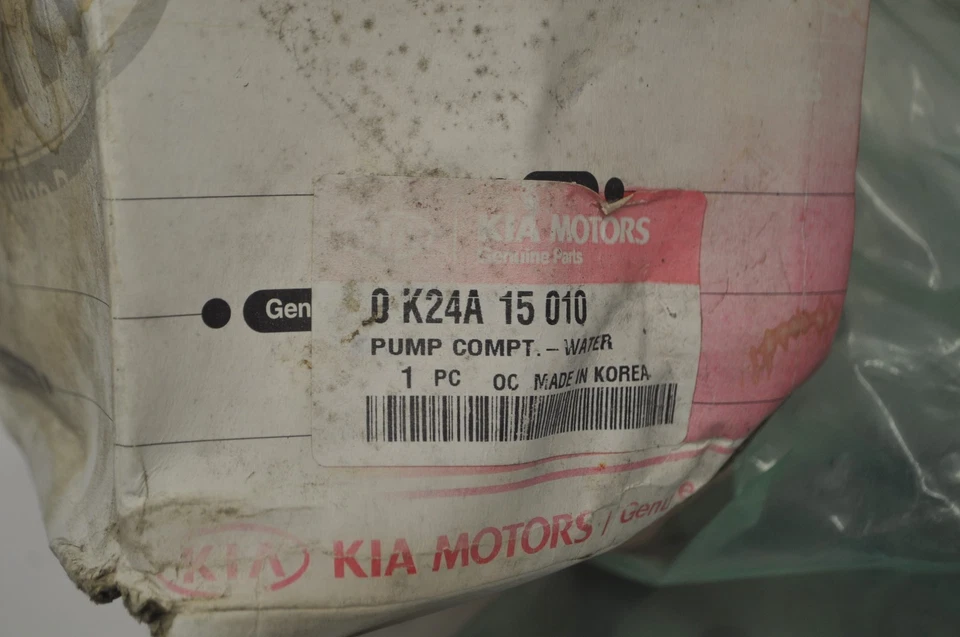 KIA MOTORS
Genuine Parts
Gen
0 K24A 15 010
PUMP COMPT. - WATER
1 PC OC MADE IN KOREA
KIA KIA MOTORS / Genu